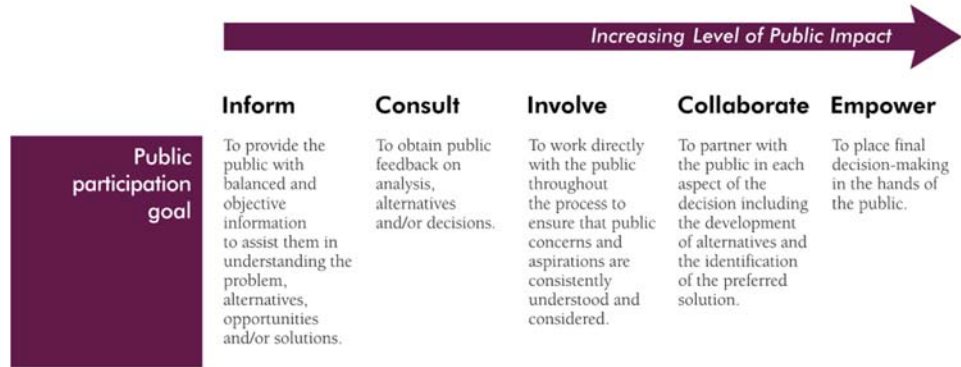 Increasing Level of Public Impact
Public
participation
goal
Inform
To provide the
public with
balanced and
objective
information
to assist them in
understanding the
problem,
alternatives,
opportunities
and/or solutions.
Consult
To obtain public
feedback on
analysis,
alternatives
and/or decisions.
Involve
To work directly
with the public
throughout
the process to
ensure that public
concerns and
aspirations are
consistently
understood and
considered.
Collaborate
To partner with
the public in each
aspect of the
decision including
the development
of alternatives and
the identification
of the preferred
solution.
Empower
To place final
decision-making
in the hands of
the public.